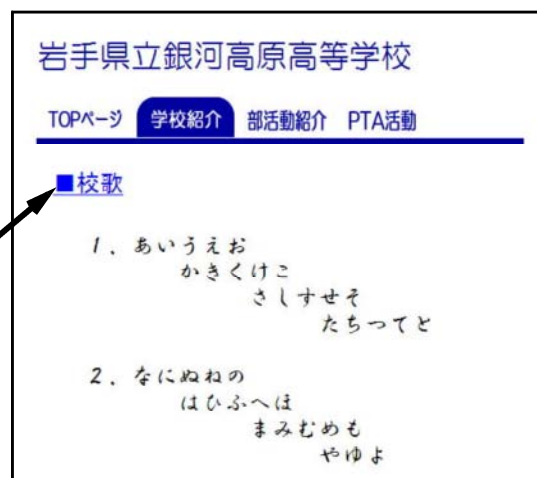 岩手県立銀河高原高等学校
TOPページ 学校紹介 部活動紹介 PTA活動
■校歌
1．あいうえお
かきくけこ
さしすせそ
たちつてと
2．なにぬねの
はひふへほ
まみむめも
やゆよ